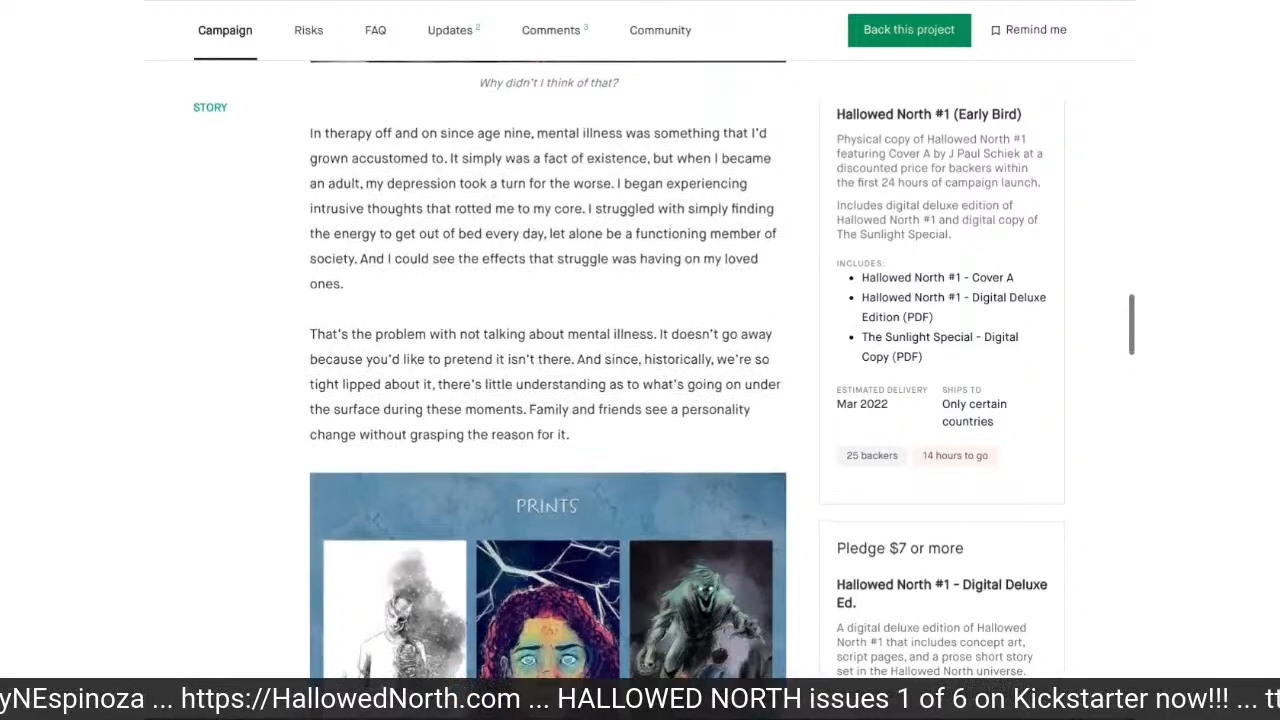 Campaign
Risks
FAQ
Updates 2
Comments 3
Community
Back this project
Remind me
Why didn't I think of that?
STORY
In therapy off and on since age nine, mental illness was something that I'd
grown accustomed to. It simply was a fact of existence, but when I became
an adult, my depression took a turn for the worse. I began experiencing
intrusive thoughts that rotted me to my core. I struggled with simply finding
the energy to get out of bed every day, let alone be a functioning member of
society. And I could see the effects that struggle was having on my loved
ones.
That's the problem with not talking about mental illness. It doesn't go away
because you'd like to pretend it isn't there. And since, historically, we're so
tight lipped about it, there's little understanding as to what's going on under
the surface during these moments. Family and friends see a personality
change without grasping the reason for it.
PRINTS
Hallowed North #1 (Early Bird)
Physical copy of Hallowed North #1
featuring Cover A by J Paul Schiek at a
discounted price for backers within
the first 24 hours of campaign launch.
Includes digital deluxe edition of
Hallowed North #1 and digital copy of
The Sunlight Special.
INCLUDES:
• Hallowed North #1 - Cover A
• Hallowed North #1 - Digital Deluxe
Edition (PDF)
• The Sunlight Special - Digital
Copy (PDF)
ESTIMATED DELIVERY
Mar 2022
SHIPS TO
Only certain
countries
25 backers
14 hours to go
Pledge $7 or more
Hallowed North #1 - Digital Deluxe
Ed.
A digital deluxe edition of Hallowed
North #1 that includes concept art,
script pages, and a prose short story
set in the Hallowed North universe.
yNEspinoza ... https://HallowedNorth.com ... HALLOWED NORTH issues 1 of 6 on Kickstarter now!!! ...